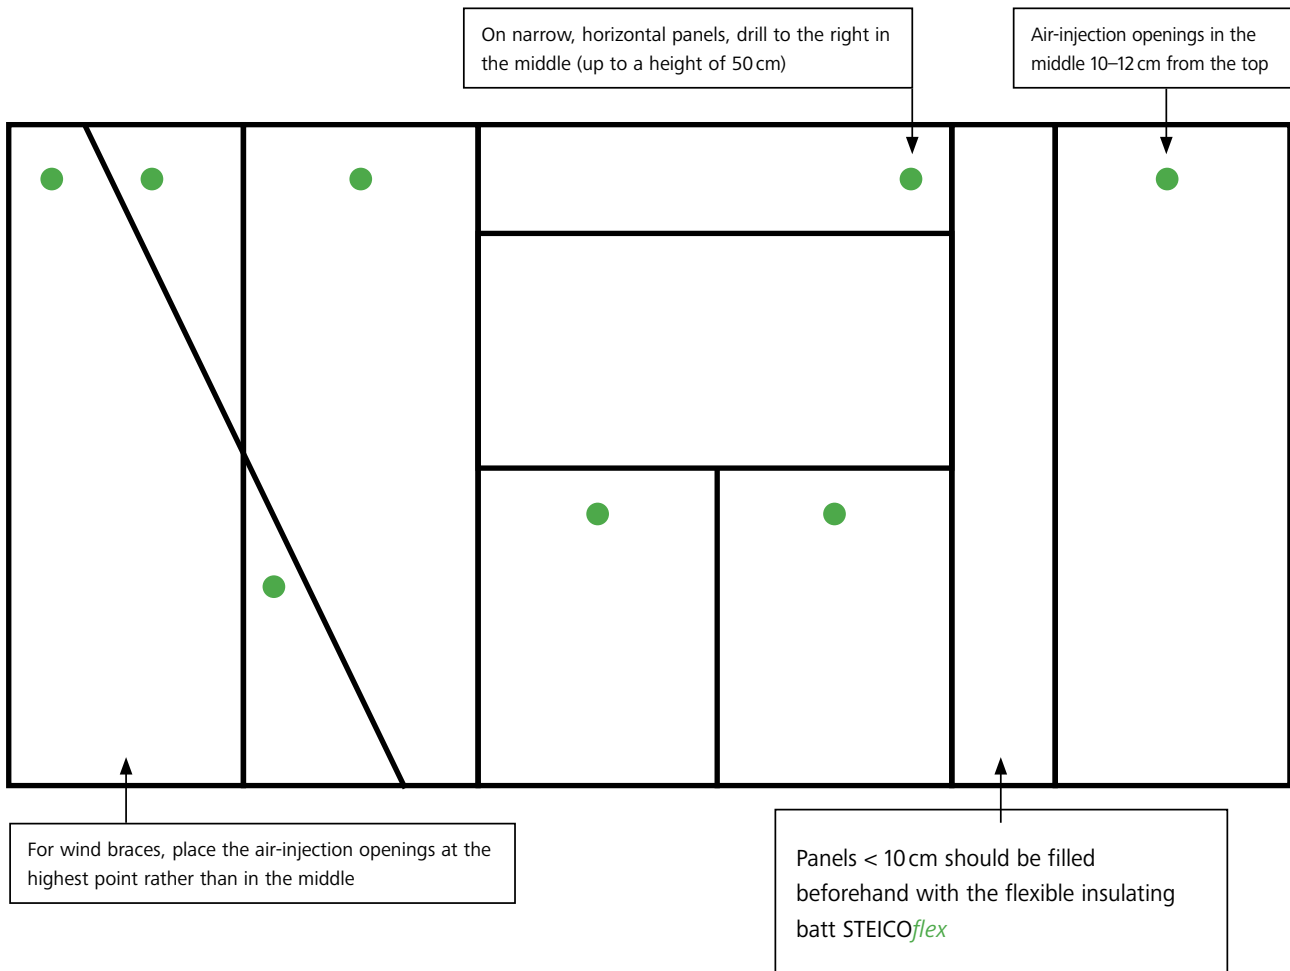 On narrow, horizontal panels, drill to the right in
the middle (up to a height of 50 cm)
Air-injection openings in the
middle 10–12 cm from the top
For wind braces, place the air-injection openings at the
highest point rather than in the middle
Panels < 10 cm should be filled
beforehand with the flexible insulating
batt STEICOflex